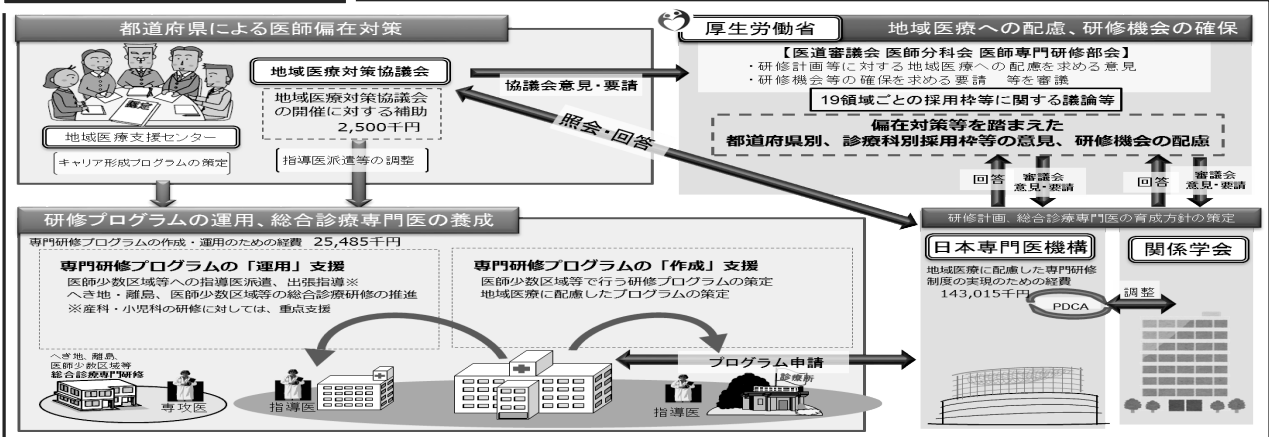 都道府県による医師偏在対策
地域医療対策協議会
地域医療対策協議会
の開催に対する補助
2,500千円
地域医療支援センター
キャリア形成プログラムの策定
指導医派遣等の調整
協議会意見・要請
照会・回答
厚生労働省
地域医療への配慮、研修機会の確保
【医道審議会 医師分科会 医師専門研修部会】
・研修計画等に対する地域医療への配慮を求める意見
・研修機会等の確保を求める要請 等を審議
19領域ごとの採用枠等に関する議論等
偏在対策等を踏まえた
都道府県別、診療科別採用枠等の意見、研修機会の配慮
回答
審議会
意見・要請
回答
審議会
意見・要請
研修プログラムの運用、総合診療専門医の養成
専門研修プログラムの作成・運用のための経費 25,485千円
専門研修プログラムの「運用」支援
医師少数区域等への指導医派遣、出張指導※
へき地・離島、医師少数区域等の総合診療研修の推進
※産科・小児科の研修に対しては、重点支援
専門研修プログラムの「作成」支援
医師少数区域等で行う研修プログラムの策定
地域医療に配慮したプログラムの策定
へき地、離島、
医師少数区域等
総合診療専門研修
専攻医
指導医
指導医
診療所
プログラム申請
研修計画、総合診療専門医の育成方針の策定
日本専門医機構
地域医療に配慮した専門研修
制度の実現のための経費
143,015千円
PDCA
関係学会
調整